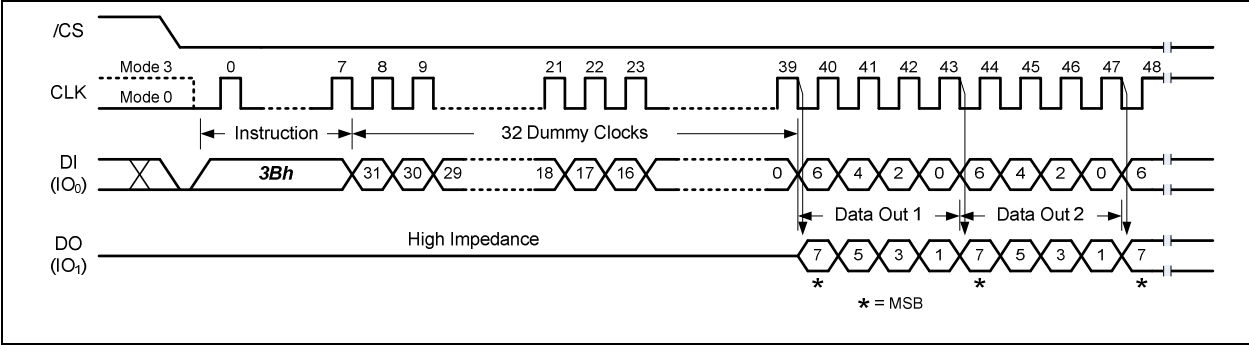 /CS
Mode 3 0 7 8 9 21 22 23 39 40 41 42 43 44 45 46 47 48
CLK Mode 0
Instruction 32 Dummy Clocks
DI
(IO₀) 3Bh 31 30 29 18 17 16 0 6 4 2 0 6 4 2 0 6
Data Out 1 Data Out 2
DO High Impedance
(IO₁) 7 5 3 1 7 5 3 1 7
* * *
* = MSB